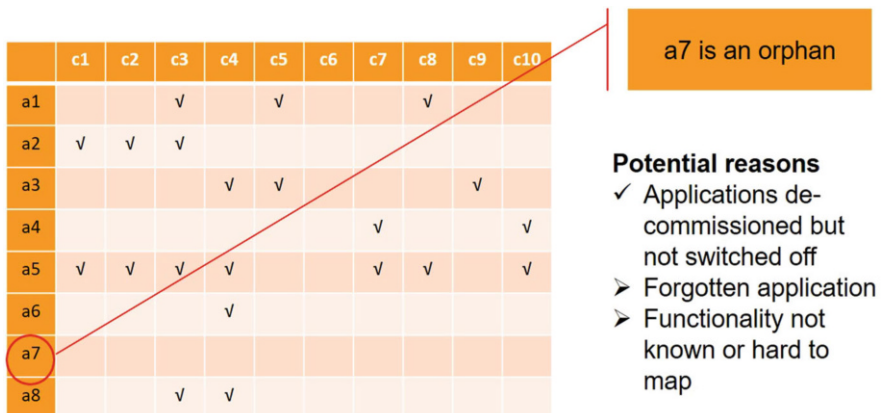 a7 is an orphan
c1 c2 c3 c4 c5 c6 c7 c8 c9 c10
a1 √ √ √
a2 √ √ √
a3 √ √ √
a4 √ √
a5 √ √ √ √ √ √ √
a6 √
a7
a8 √ √
Potential reasons
✓ Applications de-
commissioned but
not switched off
➢ Forgotten application
➢ Functionality not
known or hard to
map